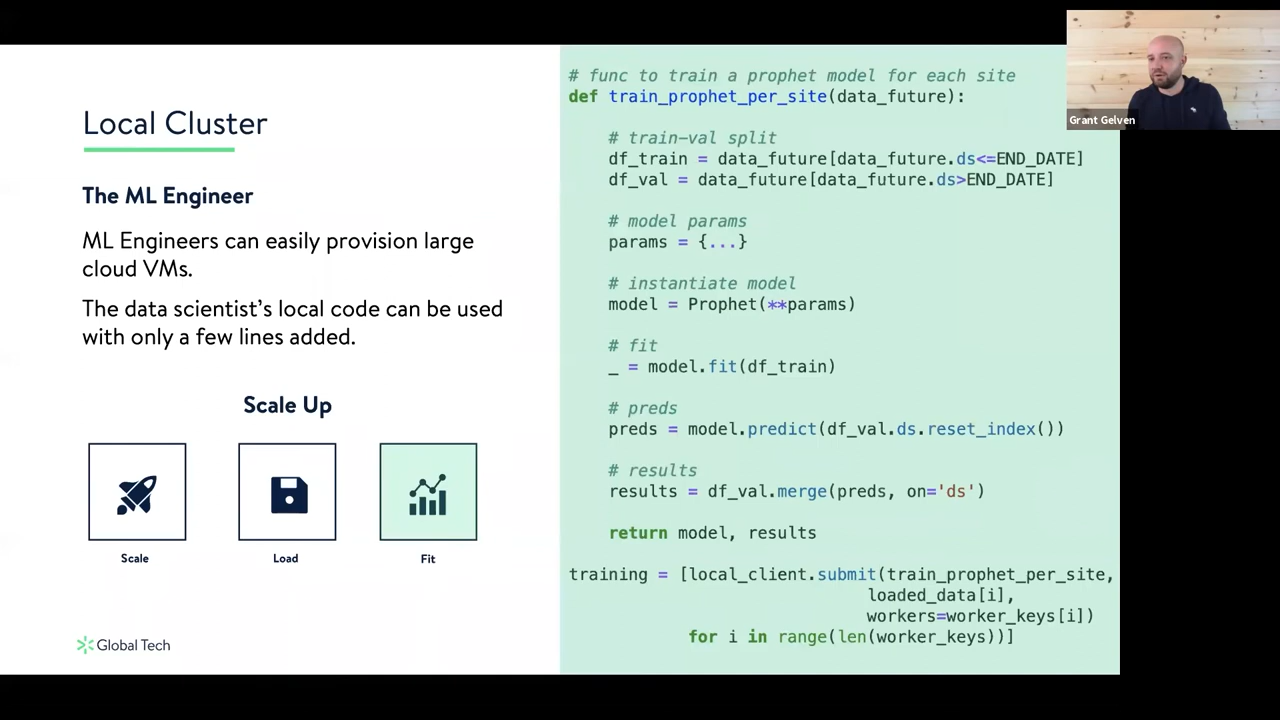 Local Cluster
The ML Engineer
ML Engineers can easily provision large
cloud VMs.
The data scientist's local code can be used
with only a few lines added.
Scale Up
Scale
Load
Fit
Global Tech
# func to train a prophet model for each site
def train_prophet_per_site(data_future):
# train-val split
df_train = data_future[data_future.ds<=END_DATE]
df_val = data_future[data_future.ds>END_DATE]
# model params
params = {...}
# instantiate model
model = Prophet(**params)
# fit
_ = model.fit(df_train)
# preds
preds = model.predict(df_val.ds.reset_index())
# results
results = df_val.merge(preds, on='ds')
return model, results
training = [local_client.submit(train_prophet_per_site,
loaded_data[i],
workers=worker_keys[i])
for i in range(len(worker_keys))]
Grant Gelven